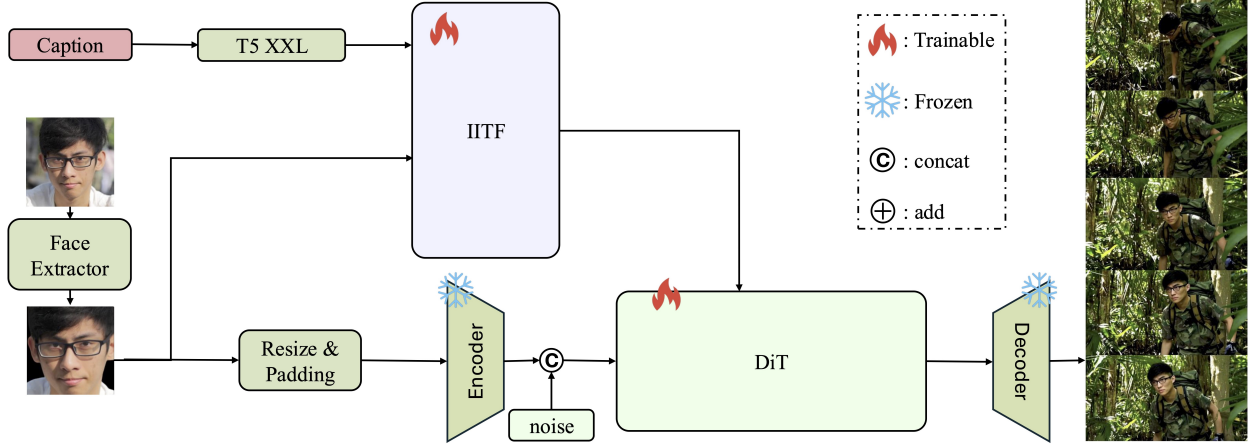 Caption
T5 XXL
IITF
: Trainable
: Frozen
C : concat
: add
Face
Extractor
Resize &
Padding
Encoder
C
noise
DiT
Decoder